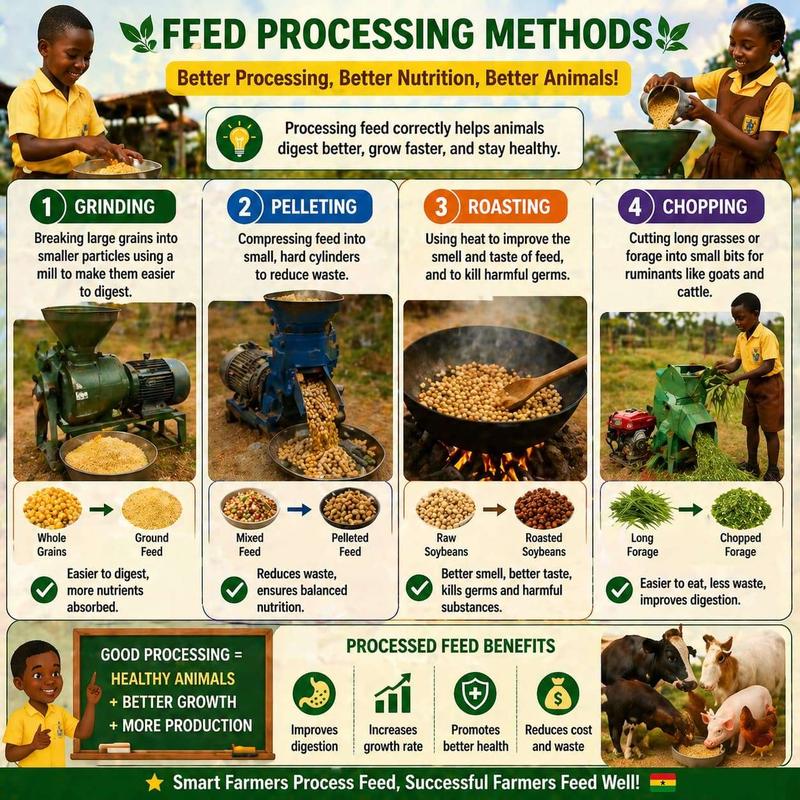 FEED PROCESSING METHODS
Better Processing, Better Nutrition, Better Animals!
Processing feed correctly helps animals
digest better, grow faster, and stay healthy.
1 GRINDING
Breaking large grains into
smaller particles using a
mill to make them easier
to digest.
Whole
Grains
Ground
Feed
Easier to digest,
more nutrients
absorbed.
2 PELLETING
Compressing feed into
small, hard cylinders
to reduce waste.
Mixed
Feed
Pelleted
Feed
Reduces waste,
ensures balanced
nutrition.
3 ROASTING
Using heat to improve the
smell and taste of feed,
and to kill harmful germs.
Raw
Soybeans
Roasted
Soybeans
Better smell, better taste,
kills germs and harmful
substances.
4 CHOPPING
Cutting long grasses or
forage into small bits for
ruminants like goats and
cattle.
Long
Forage
Chopped
Forage
Easier to eat, less waste,
improves digestion.
GOOD PROCESSING =
HEALTHY ANIMALS
+ BETTER GROWTH
+ MORE PRODUCTION
PROCESSED FEED BENEFITS
Improves
digestion
Increases
growth rate
Promotes
better health
$
Reduces cost
and waste
Smart Farmers Process Feed, Successful Farmers Feed Well!